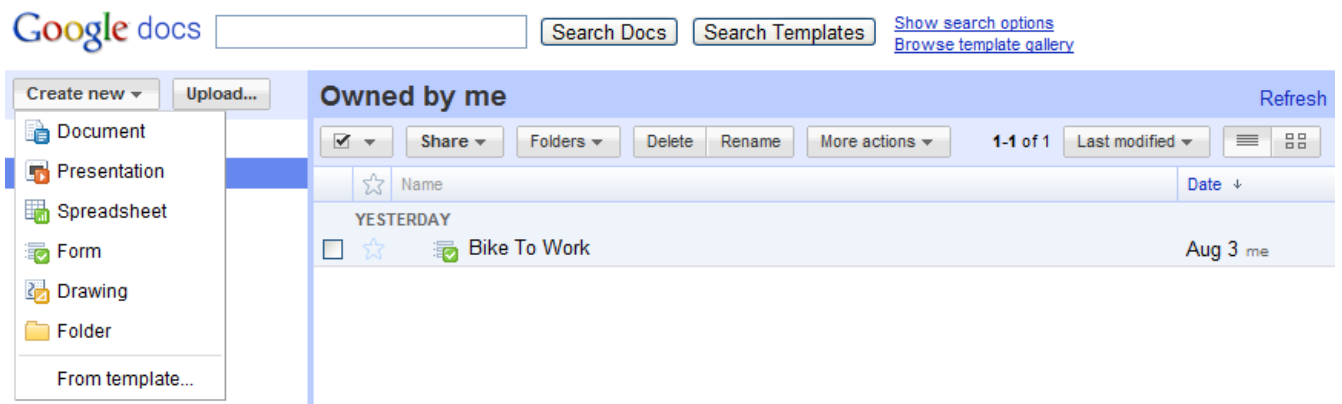 Google docs Search Docs Search Templates Show search options
Browse template gallery
Create new Upload...
Document
Presentation
Spreadsheet
Form
Drawing
Folder
From template...
Owned by me Refresh
Share Folders Delete Rename More actions 1-1 of 1 Last modified
Name Date
YESTERDAY
Bike To Work Aug 3 me